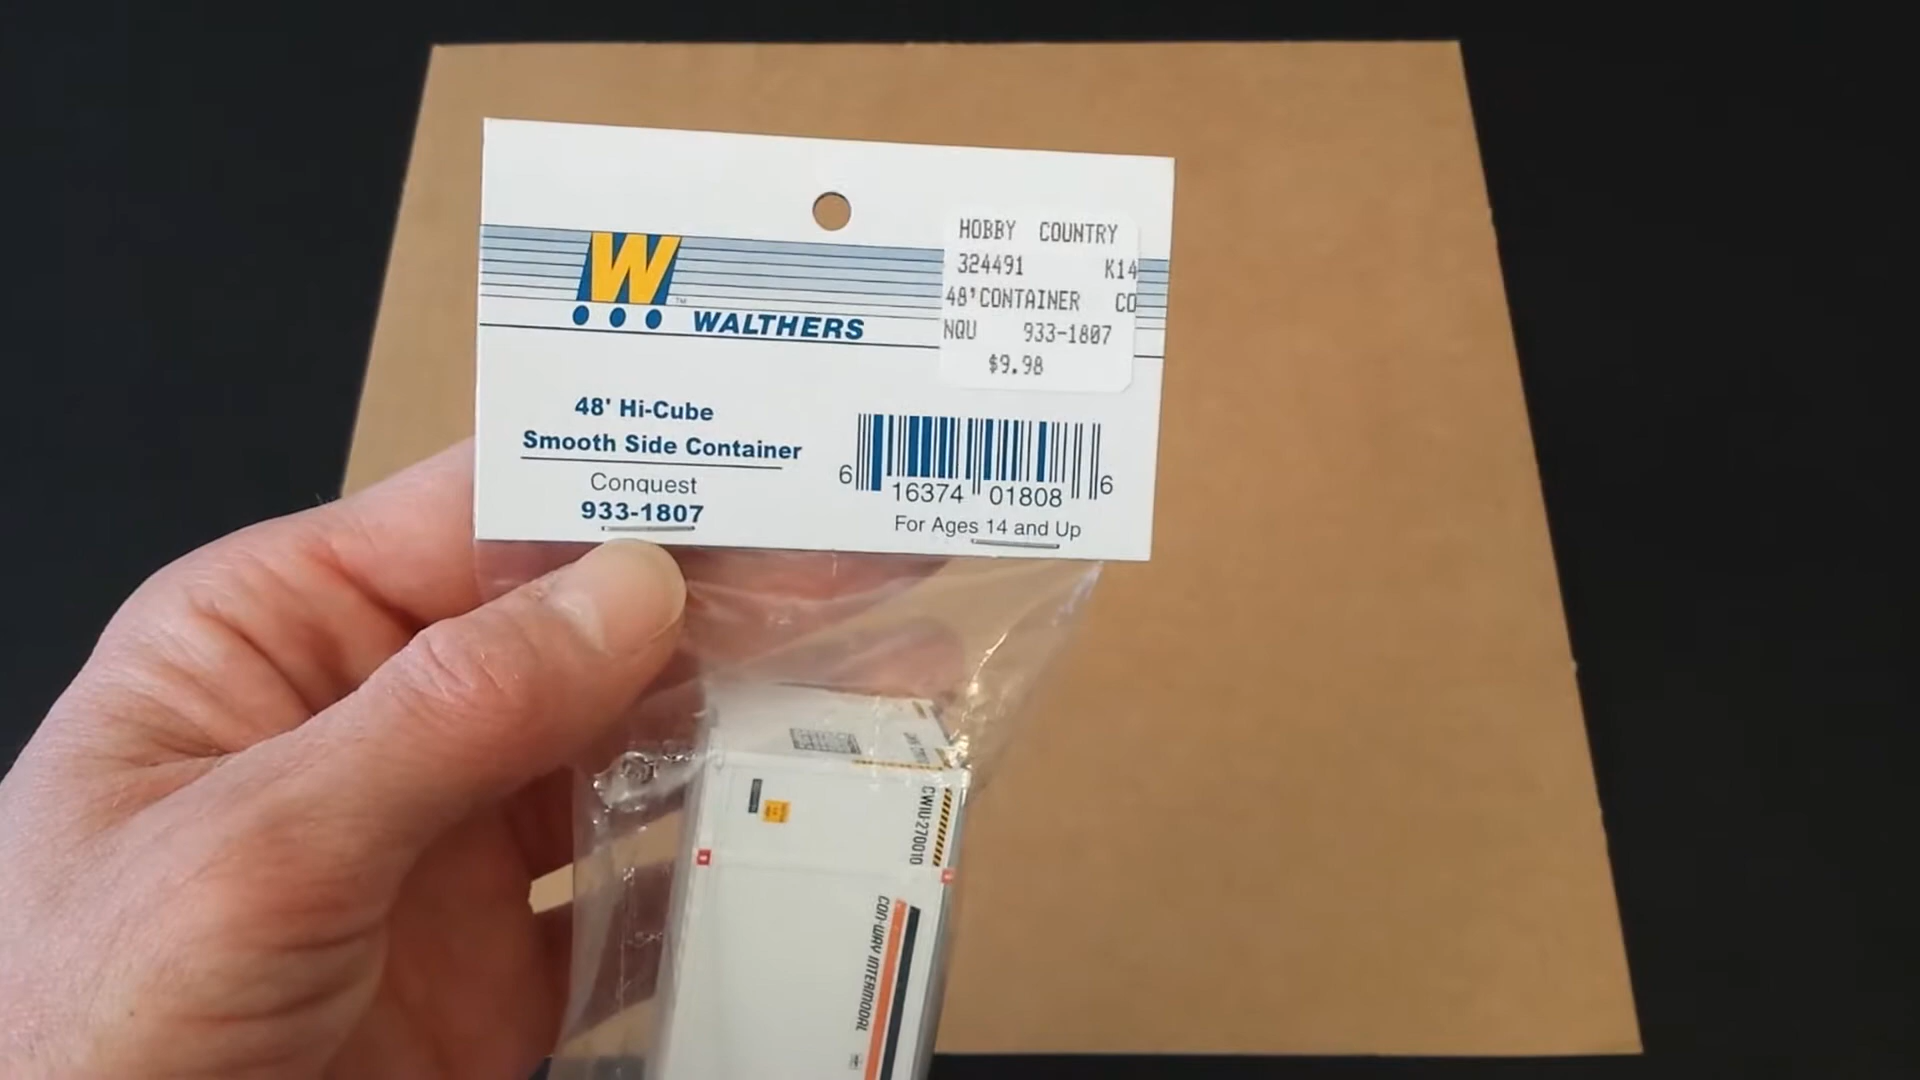 HOBBY COUNTRY
324491 K14
48'CONTAINER CO
NQU 933-1807
$9.98
W
™
WALTHERS
48' Hi-Cube
Smooth Side Container
Conquest
933-1807
6 16374 01808 6
For Ages 14 and Up
CWIU-270010
CON-WAY INTERMODAL